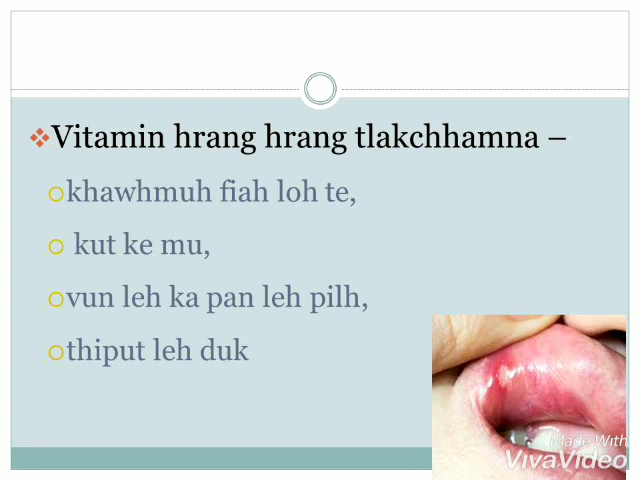 Vitamin hrang hrang tlakchhamna –
khawhmuh fiah loh te,
kut ke mu,
vun leh ka pan leh pilh,
thiput leh duk
Made With
VivaVideo